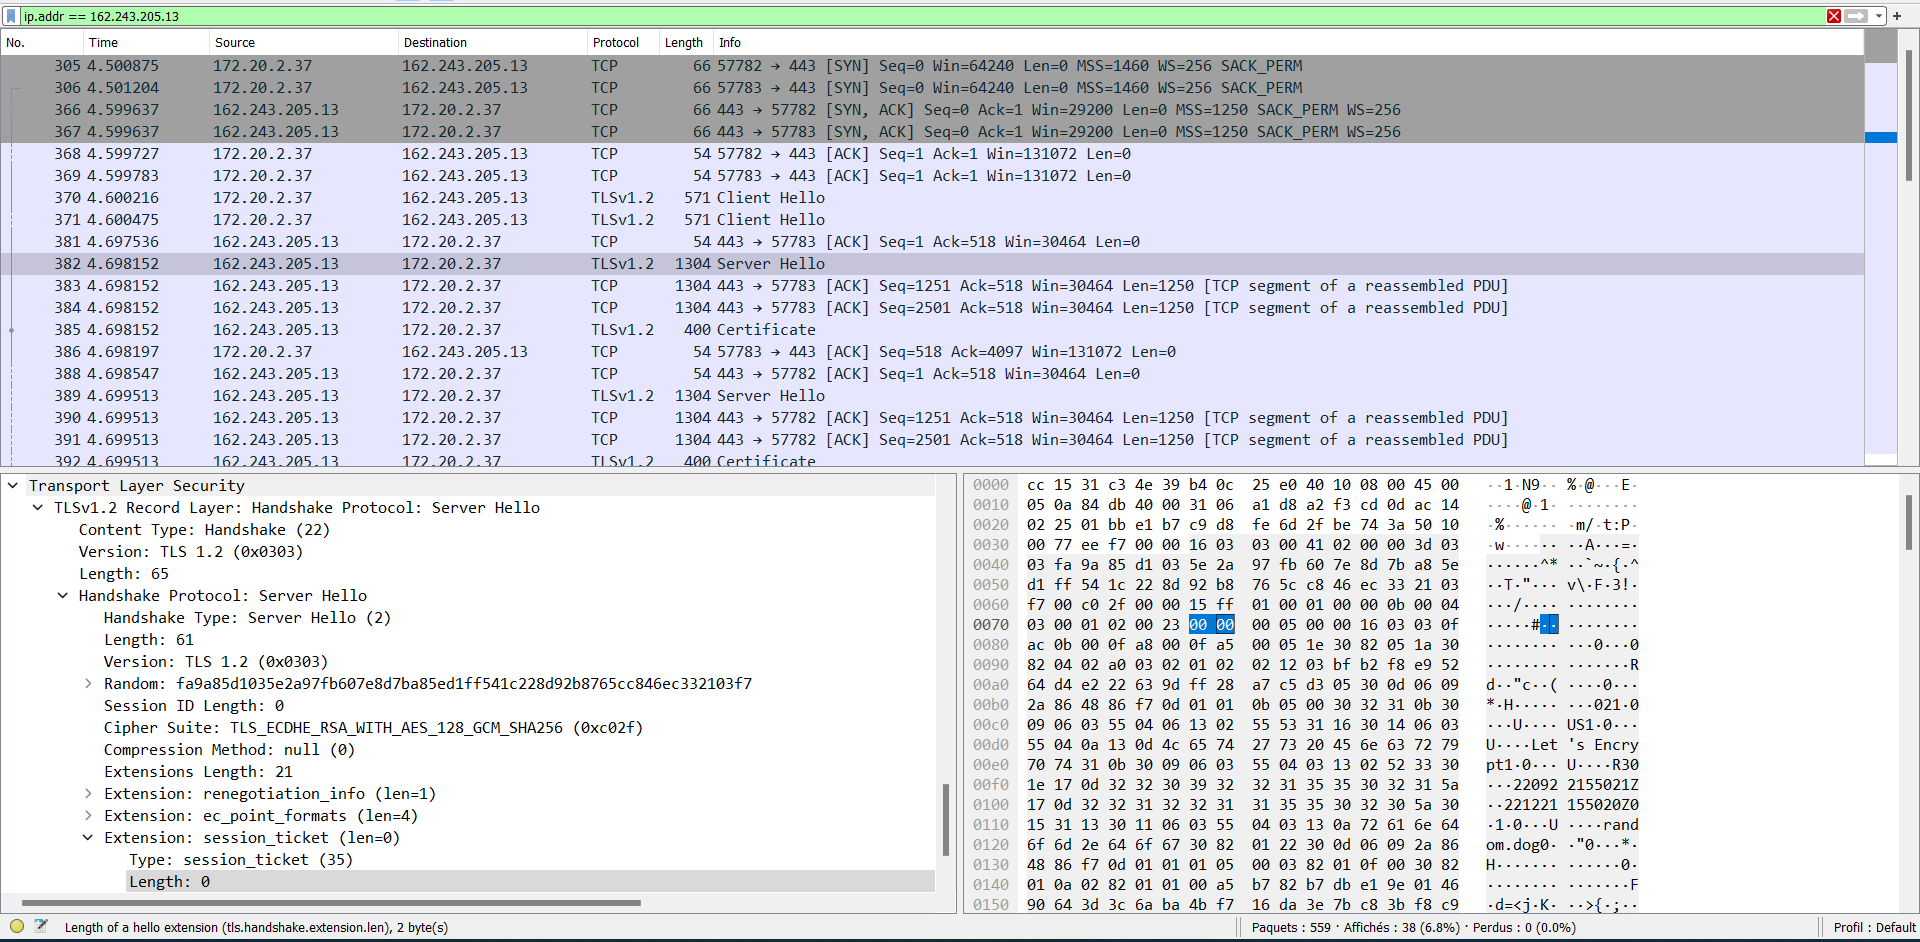 ip.addr == 162.243.205.13
No. Time Source Destination Protocol Length Info
305 4.500875 172.20.2.37 162.243.205.13 TCP 66 57782 → 443 [SYN] Seq=0 Win=64240 Len=0 MSS=1460 WS=256 SACK_PERM
306 4.501204 172.20.2.37 162.243.205.13 TCP 66 57783 → 443 [SYN] Seq=0 Win=64240 Len=0 MSS=1460 WS=256 SACK_PERM
366 4.599637 162.243.205.13 172.20.2.37 TCP 66 443 → 57782 [SYN, ACK] Seq=0 Ack=1 Win=29200 Len=0 MSS=1250 SACK_PERM WS=256
367 4.599637 162.243.205.13 172.20.2.37 TCP 66 443 → 57783 [SYN, ACK] Seq=0 Ack=1 Win=29200 Len=0 MSS=1250 SACK_PERM WS=256
368 4.599727 172.20.2.37 162.243.205.13 TCP 54 57782 → 443 [ACK] Seq=1 Ack=1 Win=131072 Len=0
369 4.599783 172.20.2.37 162.243.205.13 TCP 54 57783 → 443 [ACK] Seq=1 Ack=1 Win=131072 Len=0
370 4.600216 172.20.2.37 162.243.205.13 TLSv1.2 571 Client Hello
371 4.600475 172.20.2.37 162.243.205.13 TLSv1.2 571 Client Hello
381 4.697536 162.243.205.13 172.20.2.37 TCP 54 443 → 57783 [ACK] Seq=1 Ack=518 Win=30464 Len=0
382 4.698152 162.243.205.13 172.20.2.37 TLSv1.2 1304 Server Hello
383 4.698152 162.243.205.13 172.20.2.37 TCP 1304 443 → 57783 [ACK] Seq=1251 Ack=518 Win=30464 Len=1250 [TCP segment of a reassembled PDU]
384 4.698152 162.243.205.13 172.20.2.37 TCP 1304 443 → 57783 [ACK] Seq=2501 Ack=518 Win=30464 Len=1250 [TCP segment of a reassembled PDU]
385 4.698152 162.243.205.13 172.20.2.37 TLSv1.2 400 Certificate
386 4.698197 172.20.2.37 162.243.205.13 TCP 54 57783 → 443 [ACK] Seq=518 Ack=4097 Win=131072 Len=0
388 4.698547 162.243.205.13 172.20.2.37 TCP 54 443 → 57782 [ACK] Seq=1 Ack=518 Win=30464 Len=0
389 4.699513 162.243.205.13 172.20.2.37 TLSv1.2 1304 Server Hello
390 4.699513 162.243.205.13 172.20.2.37 TCP 1304 443 → 57782 [ACK] Seq=1251 Ack=518 Win=30464 Len=1250 [TCP segment of a reassembled PDU]
391 4.699513 162.243.205.13 172.20.2.37 TCP 1304 443 → 57782 [ACK] Seq=2501 Ack=518 Win=30464 Len=1250 [TCP segment of a reassembled PDU]
392 4.699513 162.243.205.13 172.20.2.37 TLSv1.2 400 Certificate
Transport Layer Security
TLSv1.2 Record Layer: Handshake Protocol: Server Hello
Content Type: Handshake (22)
Version: TLS 1.2 (0x0303)
Length: 65
Handshake Protocol: Server Hello
Handshake Type: Server Hello (2)
Length: 61
Version: TLS 1.2 (0x0303)
Random: fa9a85d1035e2a97fb607e8d7ba85ed1ff541c228d92b8765cc846ec332103f7
Session ID Length: 0
Cipher Suite: TLS_ECDHE_RSA_WITH_AES_128_GCM_SHA256 (0xc02f)
Compression Method: null (0)
Extensions Length: 21
Extension: renegotiation_info (len=1)
Extension: ec_point_formats (len=4)
Extension: session_ticket (len=0)
Type: session_ticket (35)
Length: 0
0000 cc 15 31 c3 4e 39 b4 0c 25 e0 40 10 08 00 45 00 ··1·N9·· %·@···E·
0010 05 0a 84 db 40 00 31 06 a1 d8 a2 f3 cd 0d ac 14 ····@·1· ········
0020 02 25 01 bb e1 b7 c9 d8 fe 6d 2f be 74 3a 50 10 ·%······ ·m/·t:P·
0030 00 77 ee f7 00 00 16 03 03 00 41 02 00 00 3d 03 ·w······ ··A···=·
0040 03 fa 9a 85 d1 03 5e 2a 97 fb 60 7e 8d 7b a8 5e ······^* ··`~·{·^
0050 d1 ff 54 1c 22 8d 92 b8 76 5c c8 46 ec 33 21 03 ··T·"··· v\·F·3!·
0060 f7 00 c0 2f 00 00 15 ff 01 00 01 00 00 0b 00 04 ···/···· ········
0070 03 00 01 02 00 23 00 00 00 05 00 00 16 03 03 0f ·····#·· ········
0080 ac 0b 00 0f a8 00 0f a5 00 05 1e 30 82 05 1a 30 ········ ···0···0
0090 82 04 02 a0 03 02 01 02 02 12 03 bf b2 f8 e9 52 ········ ·······R
00a0 64 d4 e2 22 63 9d ff 28 a7 c5 d3 05 30 0d 06 09 d··"c··( ····0···
00b0 2a 86 48 86 f7 0d 01 01 0b 05 00 30 32 31 0b 30 *·H····· ···021·0
00c0 09 06 03 55 04 06 13 02 55 53 31 16 30 14 06 03 ···U···· US1·0···
00d0 55 04 0a 13 0d 4c 65 74 27 73 20 45 6e 63 72 79 U····Let 's Encry
00e0 70 74 31 0b 30 09 06 03 55 04 03 13 02 52 33 30 pt1·0··· U····R30
00f0 1e 17 0d 32 32 30 39 32 32 31 35 35 30 32 31 5a ···22092 2155021Z
0100 17 0d 32 32 31 32 32 31 31 35 35 30 32 30 5a 30 ··221221 155020Z0
0110 15 31 13 30 11 06 03 55 04 03 13 0a 72 61 6e 64 ·1·0···U ····rand
0120 6f 6d 2e 64 6f 67 30 82 01 22 30 0d 06 09 2a 86 om.dog0· ·"0···*·
0130 48 86 f7 0d 01 01 01 05 00 03 82 01 0f 00 30 82 H······· ······0·
0140 01 0a 02 82 01 01 00 a5 b7 82 b7 db e1 9e 01 46 ········ ·······F
0150 90 64 3d 3c 6a ba 4b f7 16 da 3e 7b c8 3b f8 c9 ·d=<j·K· ··>{·;··
Length of a hello extension (tls.handshake.extension.len), 2 byte(s)
Paquets : 559 · Affichés : 38 (6.8%) · Perdus : 0 (0.0%)
Profil : Default